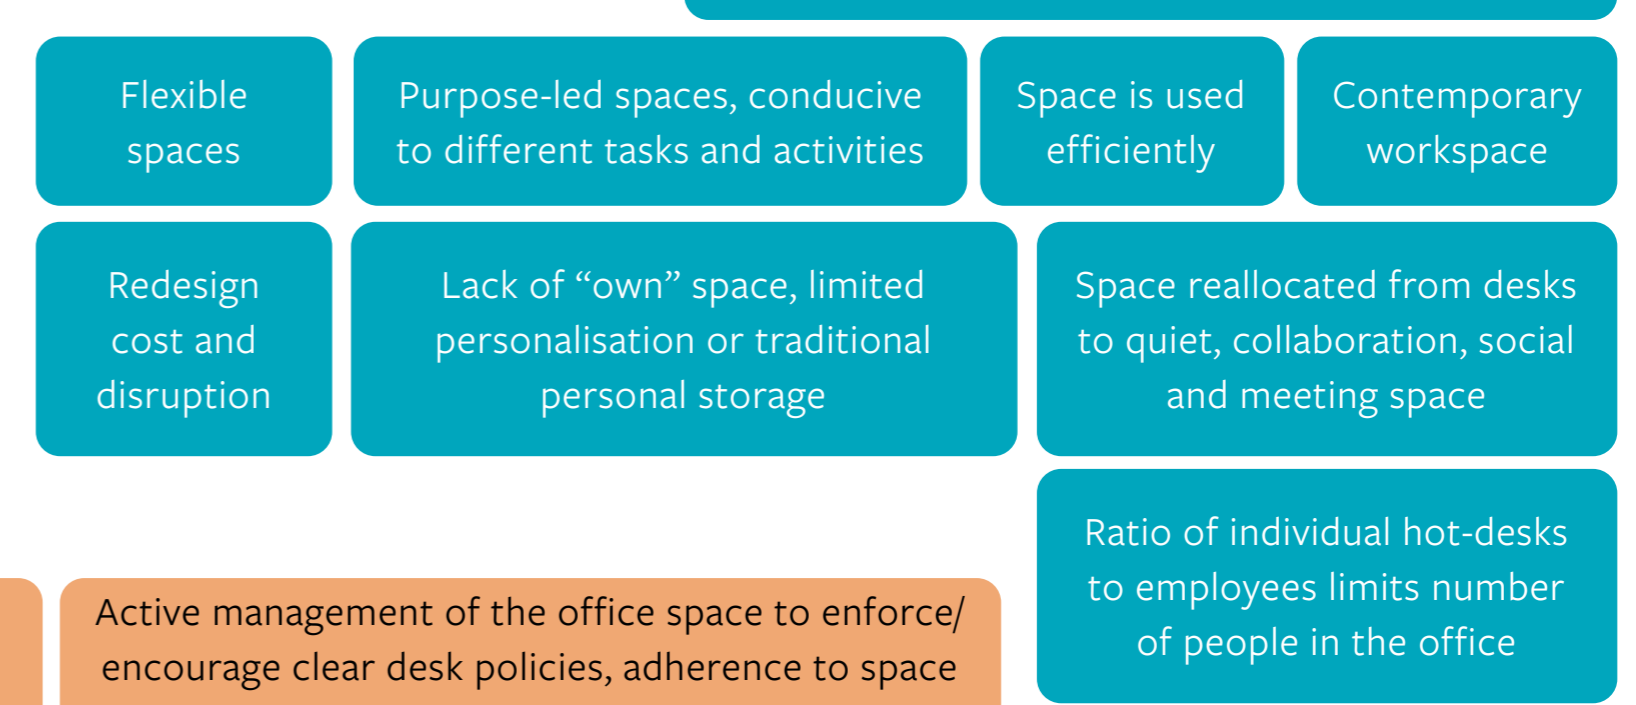 Flexible
spaces
Purpose-led spaces, conducive
to different tasks and activities
Space is used
efficiently
Contemporary
workspace
Redesign
cost and
disruption
Lack of “own” space, limited
personalisation or traditional
personal storage
Space reallocated from desks
to quiet, collaboration, social
and meeting space
Ratio of individual hot-desks
to employees limits number
of people in the office
Active management of the office space to enforce/
encourage clear desk policies, adherence to space